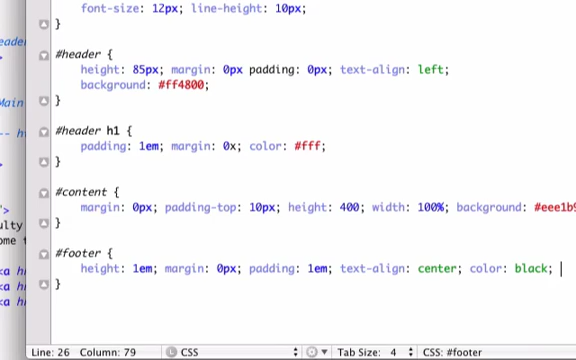 font-size: 12px; line-height: 10px;
}
#header {
height: 85px; margin: 0px padding: 0px; text-align: left;
background: #ff4800;
}
#header h1 {
padding: 1em; margin: 0x; color: #fff;
}
#content {
margin: 0px; padding-top: 10px; height: 400; width: 100%; background: #eee1b9
}
#footer {
height: 1em; margin: 0px; padding: 1em; text-align: center; color: black;
}
Main
-- h
">
ulty
ome
<a h
<a h
<a h
Line: 26 Column: 79 L CSS Tab Size: 4 CSS: #footer